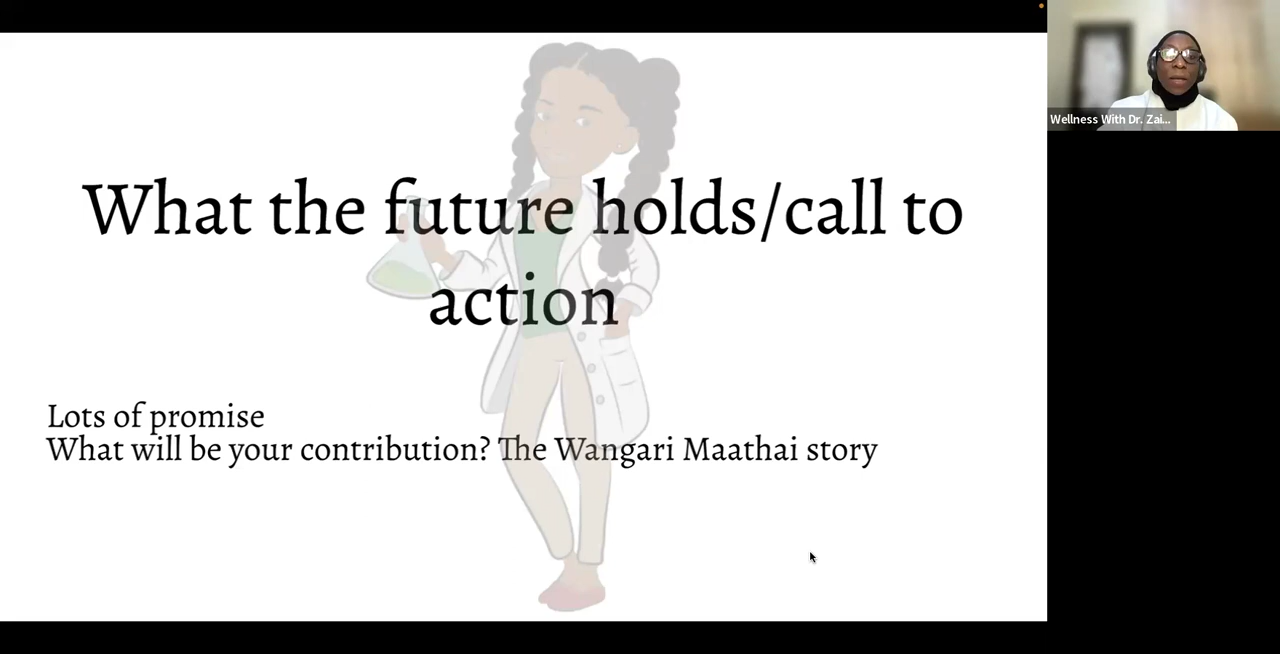 What the future holds/call to
action
Lots of promise
What will be your contribution? The Wangari Maathai story
Wellness With Dr. Zai...